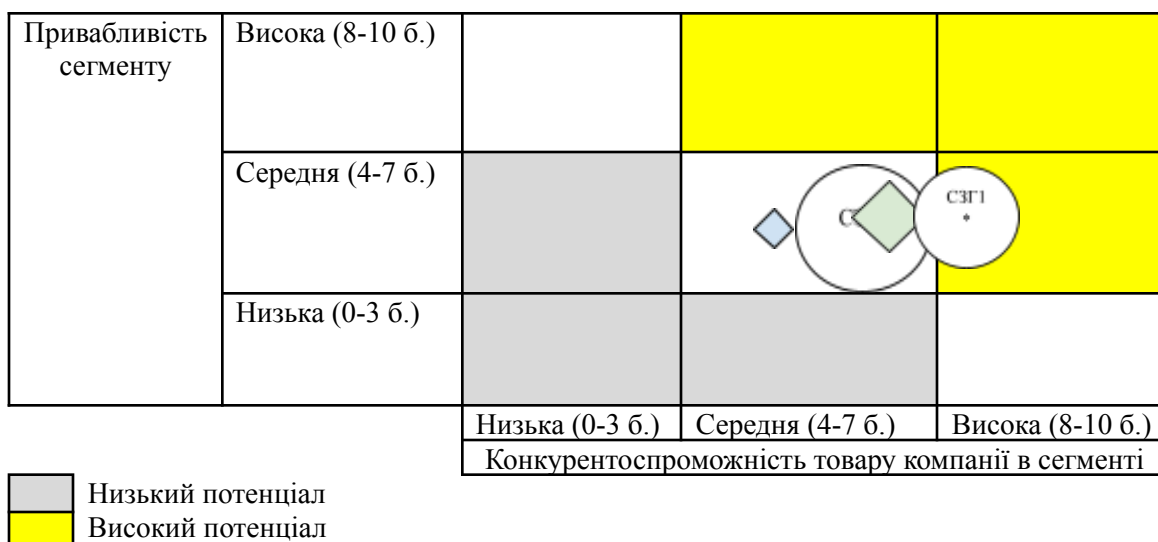 Привабливість
сегменту
Висока (8-10 б.)
Середня (4-7 б.)
СЗГ1
*
Низька (0-3 б.)
Низька (0-3 б.)
Середня (4-7 б.)
Висока (8-10 б.)
Конкурентоспроможність товару компанії в сегменті
Низький потенціал
Високий потенціал